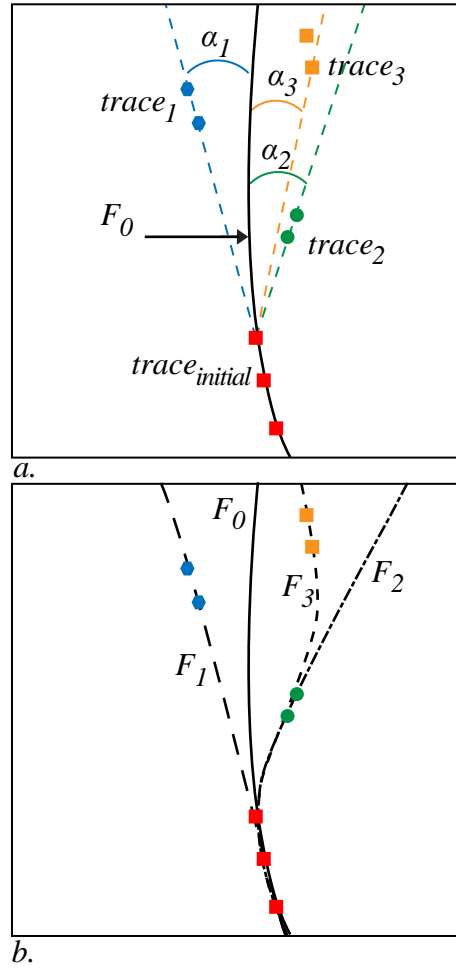 α1
trace3
trace1
α3
α2
F0
trace2
traceinitial
a.
F0
F3
F2
F1
b.